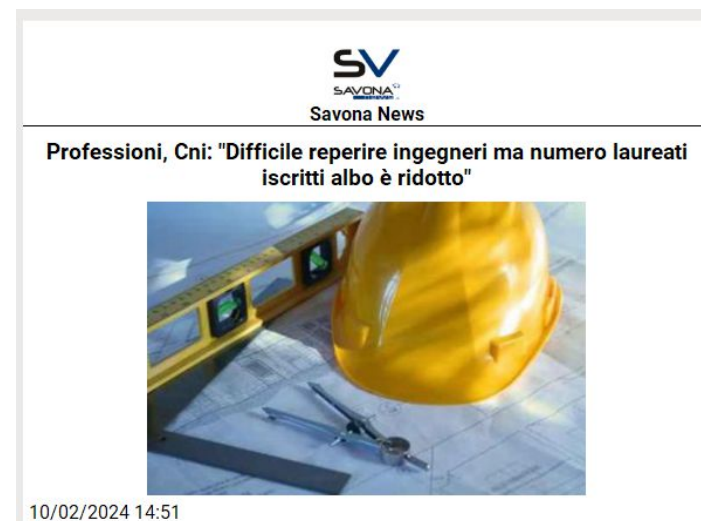 SV
SAVONA
news
Savona News
Professioni, Cni: "Difficile reperire ingegneri ma numero laureati
iscritti albo è ridotto"
10/02/2024 14:51